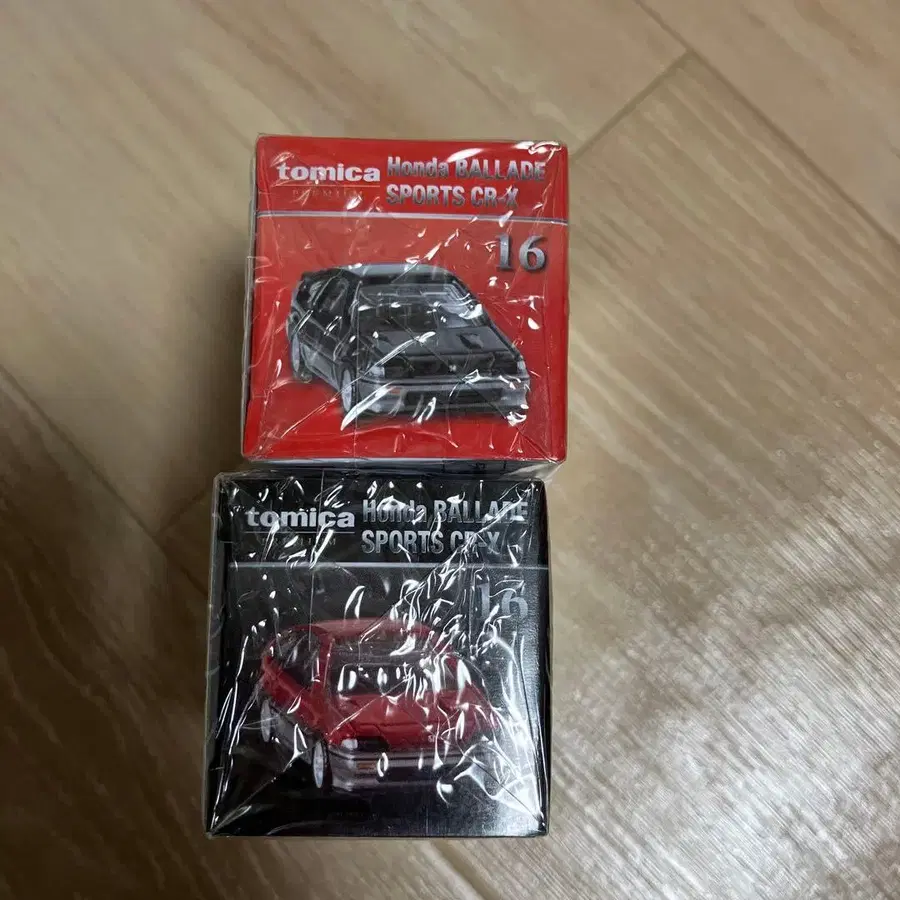 tomica
PREMIUM
Honda BALLADE
SPORTS CR-X
16
tomica
Honda BALLADE
SPORTS CR-X
16